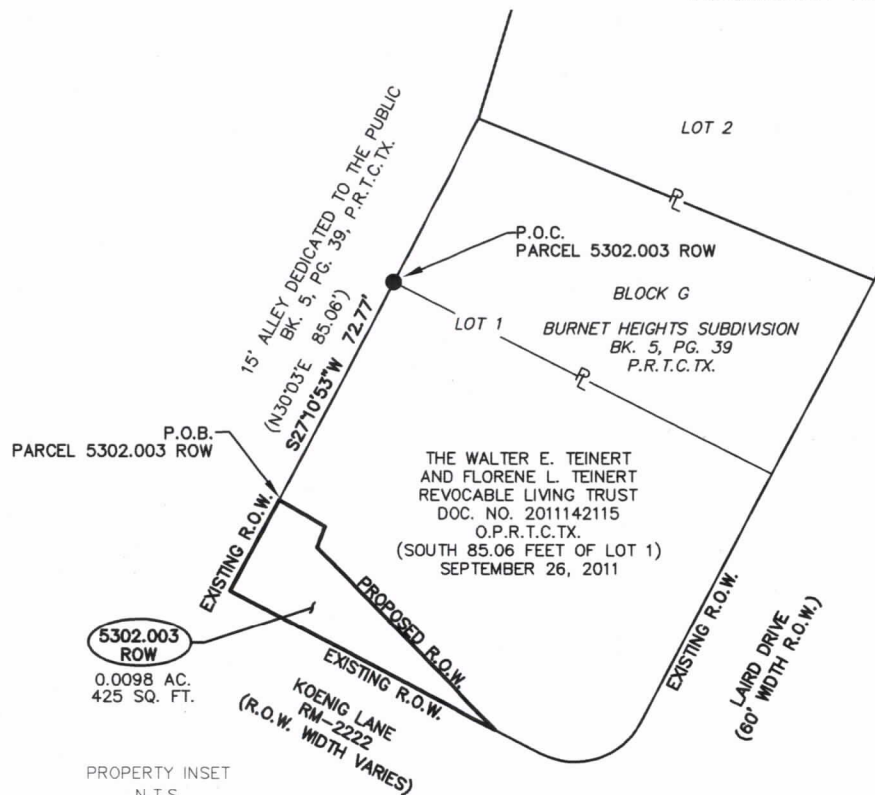 LOT 2
15' ALLEY DEDICATED TO THE PUBLIC
BK. 5, PG. 39, P.R.T.C.TX.
(N30°03'E 85.06')
S27°10'53"W 72.77'
P.O.C.
PARCEL 5302.003 ROW
BLOCK G
LOT 1
BURNET HEIGHTS SUBDIVISION
BK. 5, PG. 39
P.R.T.C.TX.
PL
PL
P.O.B.
PARCEL 5302.003 ROW
THE WALTER E. TEINERT
AND FLORENE L. TEINERT
REVOCABLE LIVING TRUST
DOC. NO. 2011142115
O.P.R.T.C.TX.
(SOUTH 85.06 FEET OF LOT 1)
SEPTEMBER 26, 2011
EXISTING R.O.W.
PROPOSED R.O.W.
EXISTING R.O.W.
EXISTING R.O.W.
LAIRD DRIVE
(60' WIDTH R.O.W.)
5302.003
ROW
0.0098 AC.
425 SQ. FT.
KOENIG LANE
RM-2222
(R.O.W. WIDTH VARIES)
PROPERTY INSET
N.T.S.